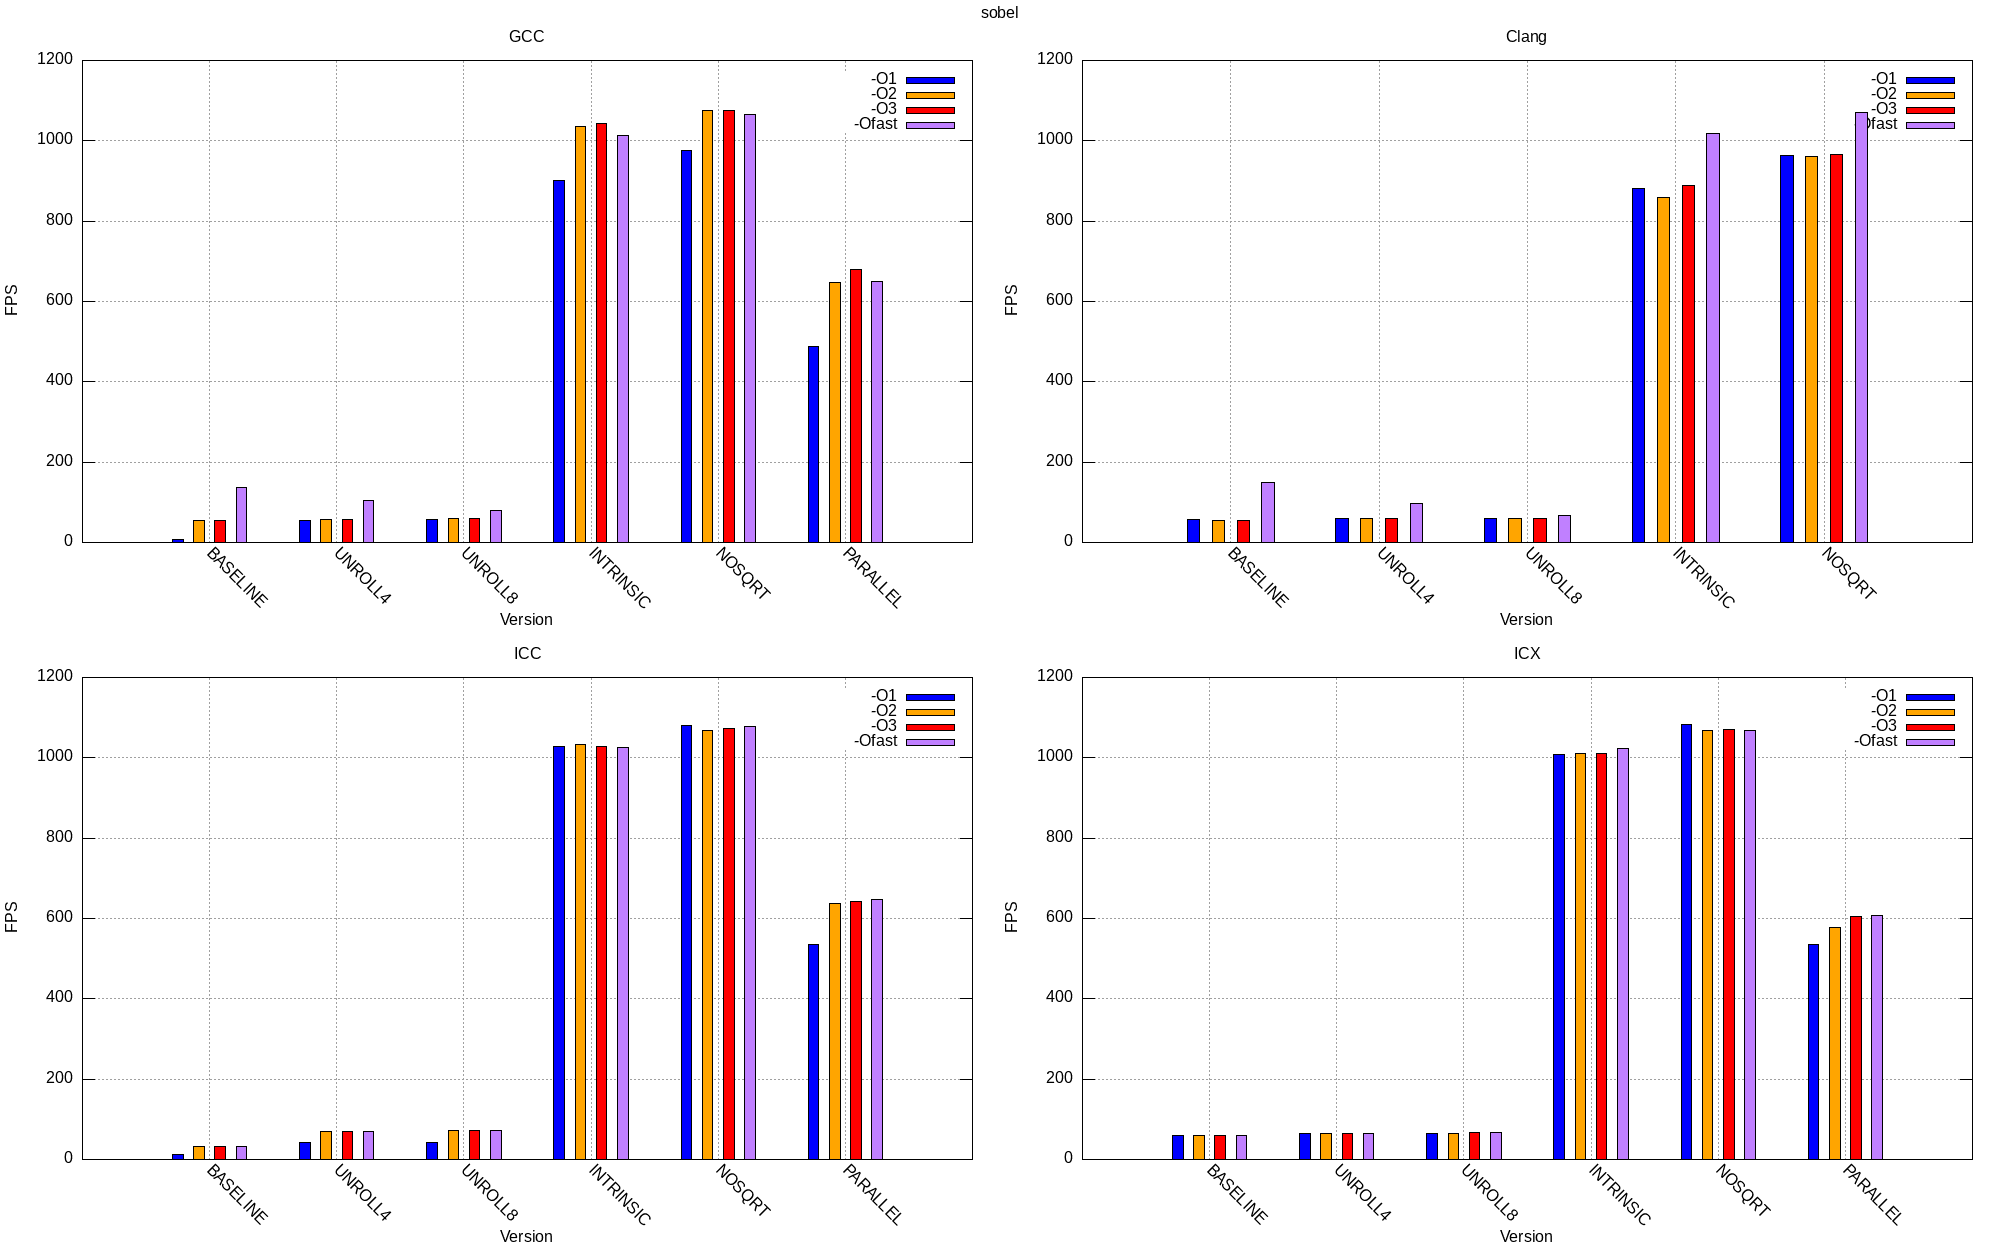 sobel
GCC
1200
1000
800
600
400
200
0
FPS
-O1
-O2
-O3
-Ofast
BASELINE
UNROLL4
UNROLL8
INTRINSIC
NOSQRT
PARALLEL
Version
Clang
1200
1000
800
600
400
200
0
FPS
-O1
-O2
-O3
Ofast
BASELINE
UNROLL4
UNROLL8
INTRINSIC
NOSQRT
Version
ICC
1200
1000
800
600
400
200
0
FPS
-O1
-O2
-O3
-Ofast
BASELINE
UNROLL4
UNROLL8
INTRINSIC
NOSQRT
PARALLEL
Version
ICX
1200
1000
800
600
400
200
0
FPS
-O1
-O2
-O3
-Ofast
BASELINE
UNROLL4
UNROLL8
INTRINSIC
NOSQRT
PARALLEL
Version